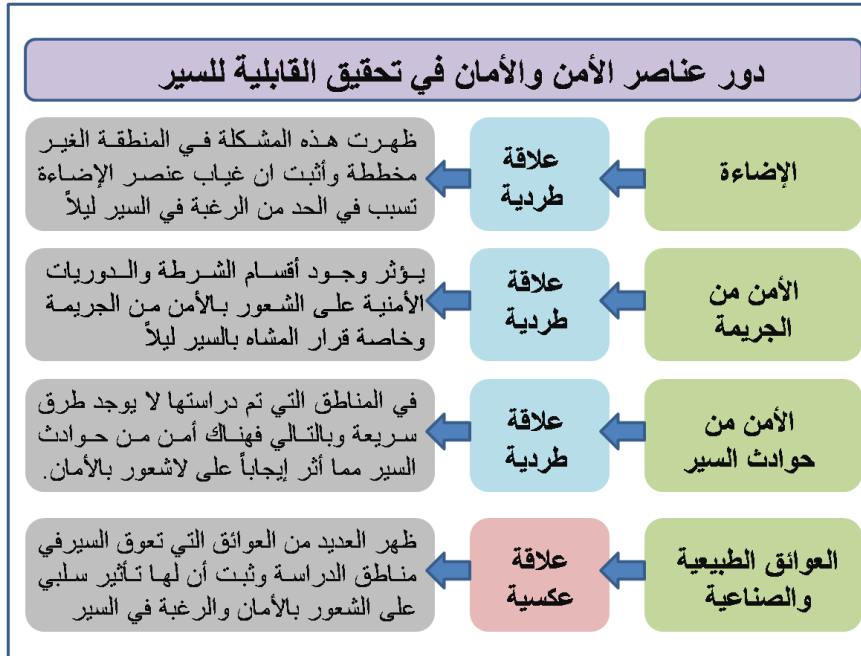 دور عناصر الأمن والأمان في تحقيق القابلية للسير
الإضاءة
علاقة
طردية
ظهرت هذه المشكلة في المنطقة الغير
مخططة وأثبت ان غياب عنصر الإضاءة
تسبب في الحد من الرغبة في السير ليلاً
الأمن من
الجريمة
علاقة
طردية
يؤثر وجود أقسام الشرطة والدوريات
الأمنية على الشعور بالأمن من الجريمة
وخاصة قرار المشاه بالسير ليلاً
الأمن من
حوادث السير
علاقة
طردية
في المناطق التي تم دراستها لا يوجد طرق
سريعة وبالتالي فهناك أمن من حوادث
السير مما أثر إيجاباً على لاشعور بالأمان.
العوائق الطبيعية
والصناعية
علاقة
عكسية
ظهر العديد من العوائق التي تعوق السيرفي
مناطق الدراسة وثبت أن لها تأثير سلبي
على الشعور بالأمان والرغبة في السير